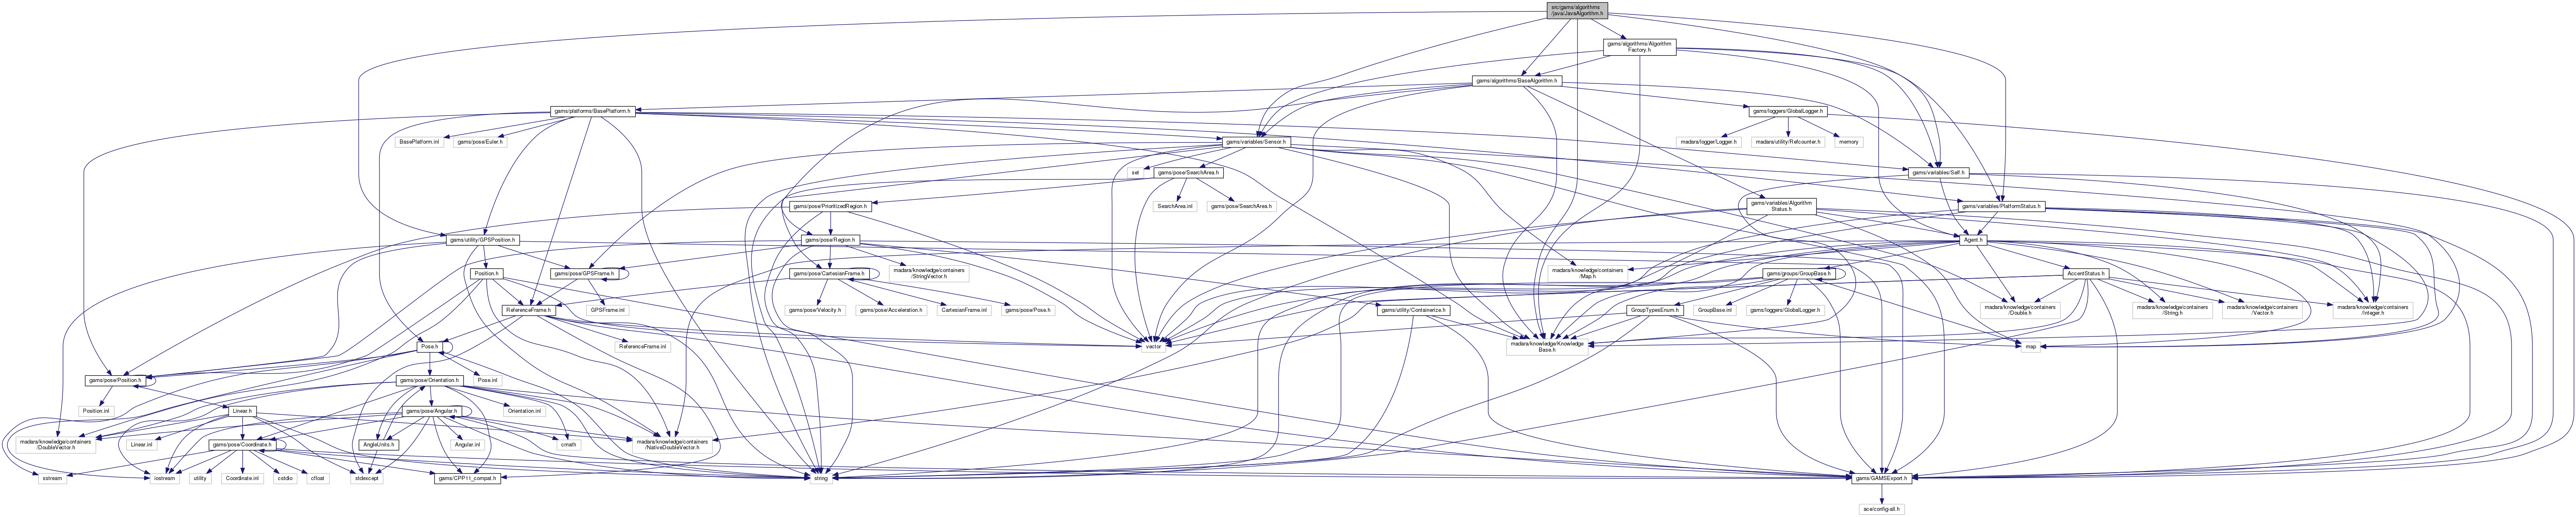 src/gams/algorithms
/java/JavaAlgorithm.h
gams/algorithms/Algorithm
Factory.h
gams/algorithms/BaseAlgorithm.h
gams/platforms/BasePlatform.h
gams/loggers/GlobalLogger.h
BasePlatform.inl
gams/pose/Euler.h
gams/variables/Sensor.h
madara/logger/Logger.h
madara/utility/Refcounter.h
memory
set
gams/pose/SearchArea.h
gams/variables/Self.h
gams/pose/PrioritizedRegion.h
SearchArea.inl
gams/pose/SearchArea.h
gams/variables/Algorithm
Status.h
gams/variables/PlatformStatus.h
gams/utility/GPSPosition.h
gams/pose/Region.h
Agent.h
Position.h
gams/pose/GPSFrame.h
gams/pose/CartesianFrame.h
madara/knowledge/containers
/StringVector.h
madara/knowledge/containers
/Map.h
gams/groups/GroupBase.h
AccentStatus.h
ReferenceFrame.h
GPSFrame.inl
gams/pose/Velocity.h
gams/pose/Acceleration.h
CartesianFrame.inl
gams/pose/Pose.h
gams/utility/Containerize.h
GroupTypesEnum.h
GroupBase.inl
gams/loggers/GlobalLogger.h
madara/knowledge/containers
/Double.h
madara/knowledge/containers
/String.h
madara/knowledge/containers
/Vector.h
madara/knowledge/containers
/Integer.h
Pose.h
ReferenceFrame.inl
vector
madara/knowledge/Knowledge
Base.h
map
gams/pose/Position.h
gams/pose/Orientation.h
Pose.inl
Position.inl
Linear.h
gams/pose/Angular.h
Orientation.inl
madara/knowledge/containers
/DoubleVector.h
Linear.inl
gams/pose/Coordinate.h
AngleUnits.h
Angular.inl
cmath
madara/knowledge/containers
/NativeDoubleVector.h
sstream
iostream
utility
Coordinate.inl
cstdio
cfloat
stdexcept
gams/CPP11_compat.h
string
gams/GAMSExport.h
ace/config-all.h